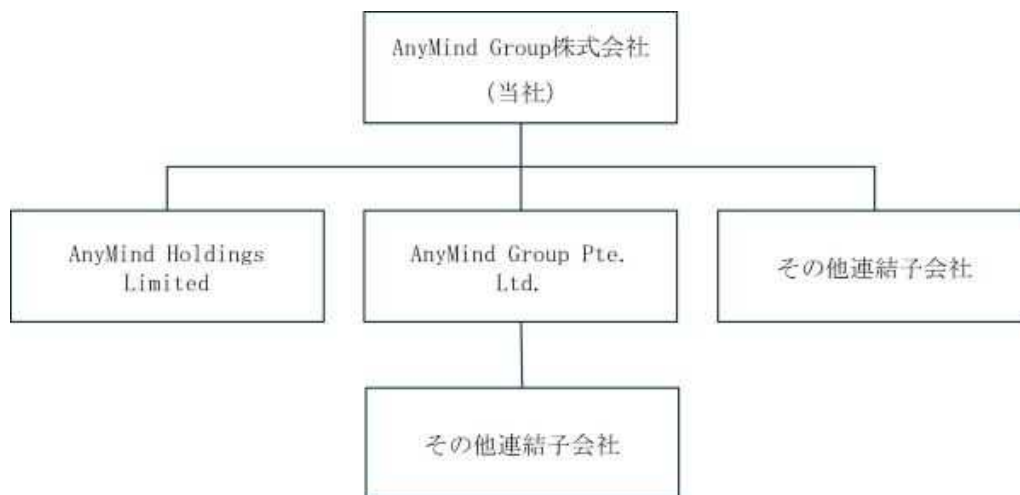 AnyMind Group株式会社
(当社)
AnyMind Holdings
Limited
AnyMind Group Pte.
Ltd.
その他連結子会社
その他連結子会社